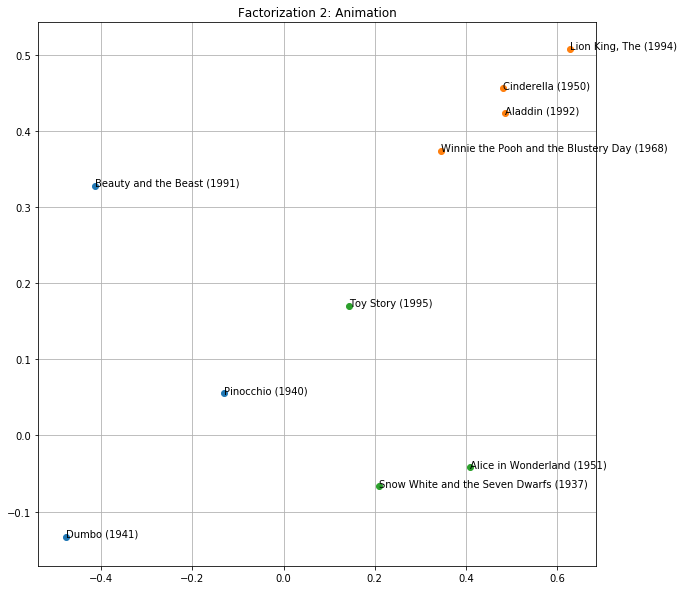 Factorization 2: Animation
Lion King, The (1994)
0.5
Cinderella (1950)
Aladdin (1992)
0.4
Winnie the Pooh and the Blustery Day (1968)
Beauty and the Beast (1991)
0.3
0.2
Toy Story (1995)
0.1
Pinocchio (1940)
0.0
Alice in Wonderland (1951)
Snow White and the Seven Dwarfs (1937)
−0.1
Dumbo (1941)
−0.4 −0.2 0.0 0.2 0.4 0.6